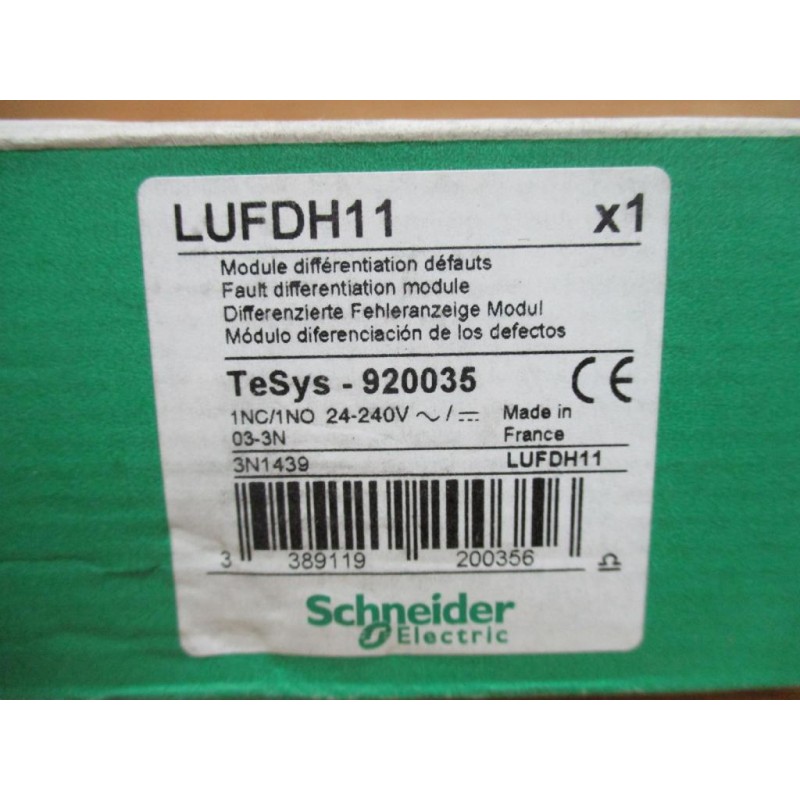 LUFDH11 x1
Module différentiation défauts
Fault differentiation module
Differenzierte Fehleranzeige Modul
Módulo diferenciación de los defectos
TeSys - 920035 CE
1NC/1NO 24-240V ~ / ⎓ Made in
03-3N France
3N1439 LUFDH11
3 389119 200356
Schneider
Electric